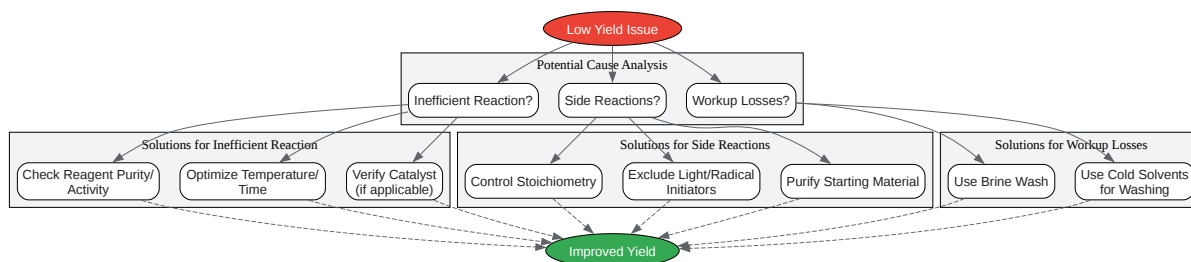 Low Yield Issue
Potential Cause Analysis
Inefficient Reaction?
Side Reactions?
Workup Losses?
Solutions for Inefficient Reaction
Solutions for Side Reactions
Solutions for Workup Losses
Check Reagent Purity/
Activity
Optimize Temperature/
Time
Verify Catalyst
(if applicable)
Control Stoichiometry
Exclude Light/Radical
Initiators
Purify Starting Material
Use Brine Wash
Use Cold Solvents
for Washing
Improved Yield